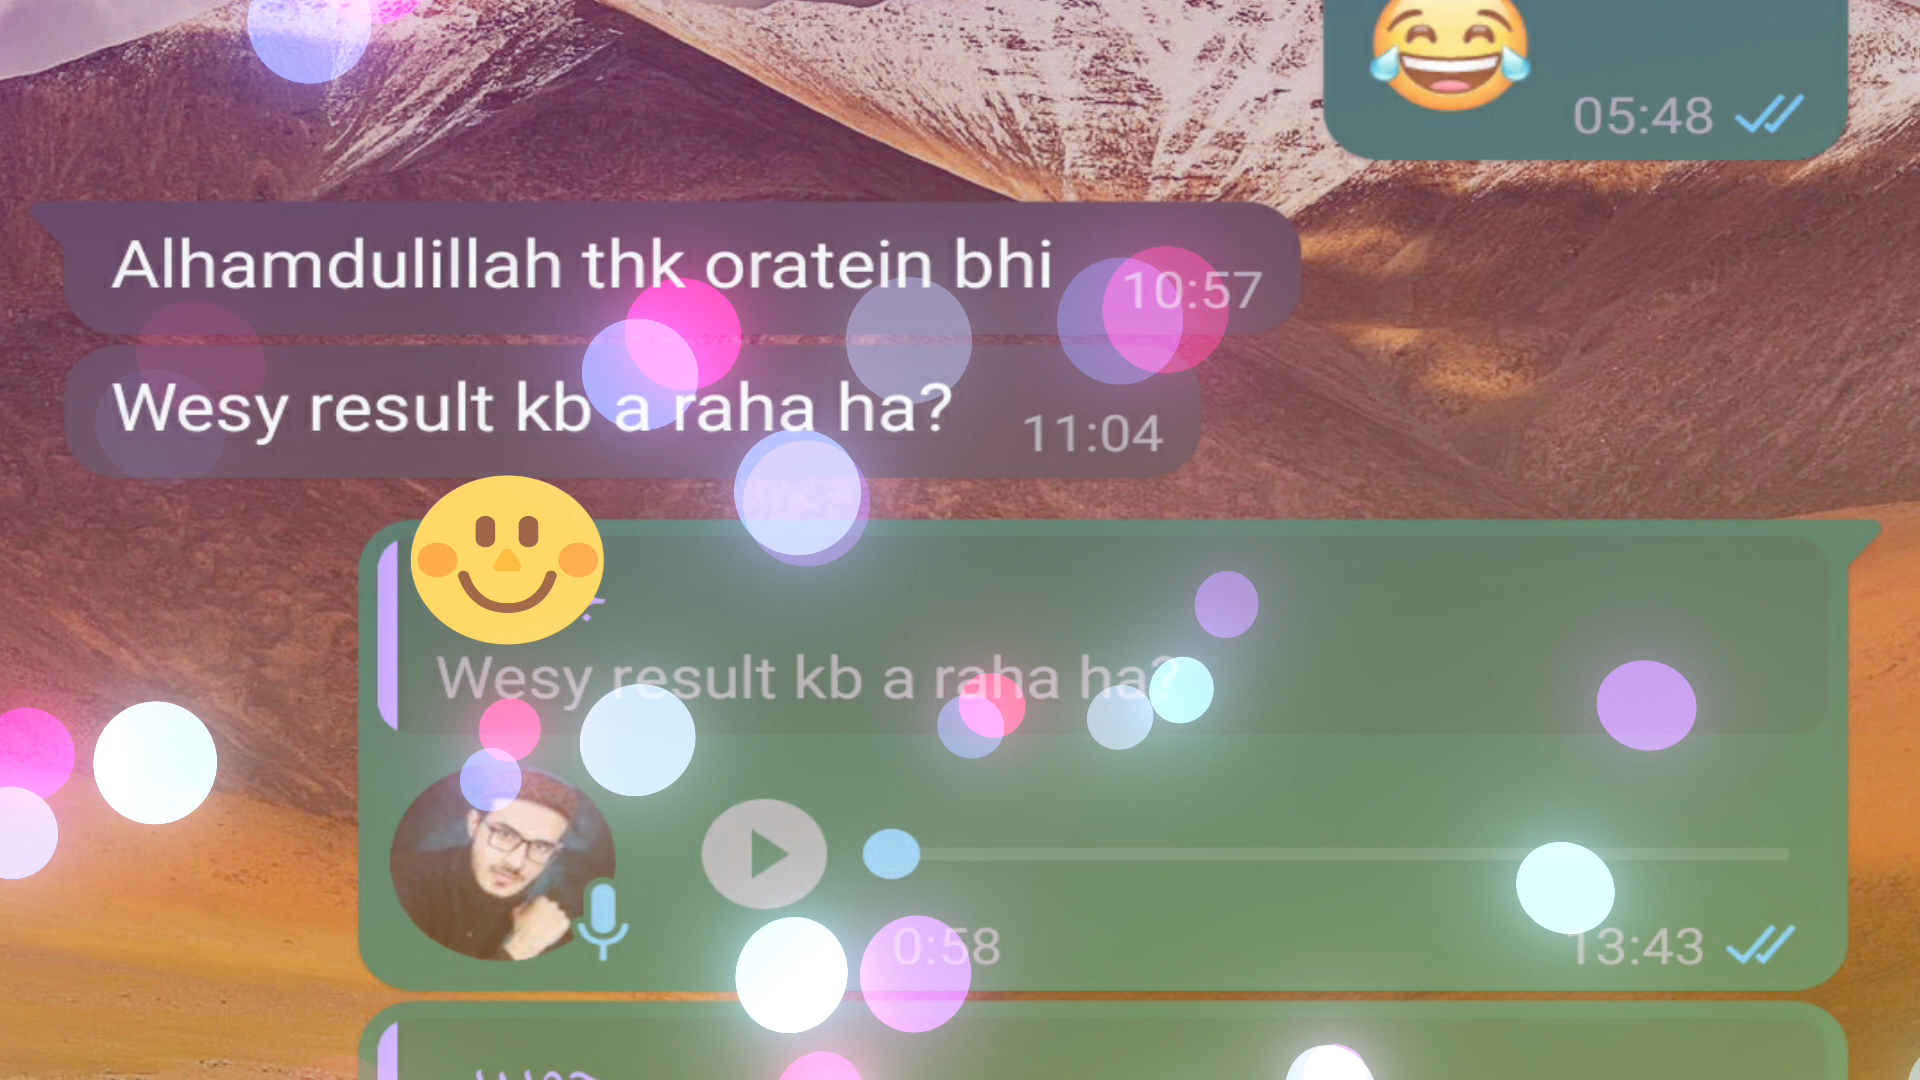 05:48
Alhamdulillah thk oratein bhi
10:57
Wesy result kb a raha ha?
11:04
Wesy result kb a raha ha?
0:58
13:43